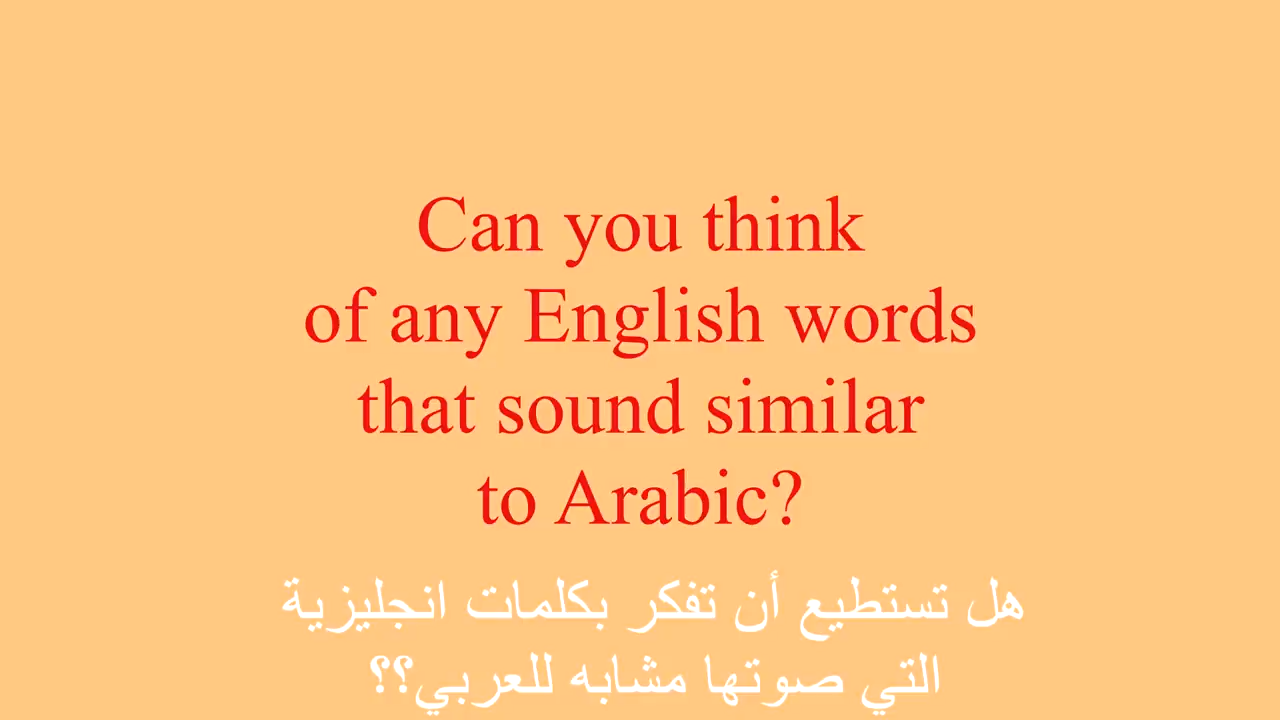 Can you think
of any English words
that sound similar
to Arabic?
هل تستطيع أن تفكر بكلمات انجليزية
التي صوتها مشابه للعربي؟؟